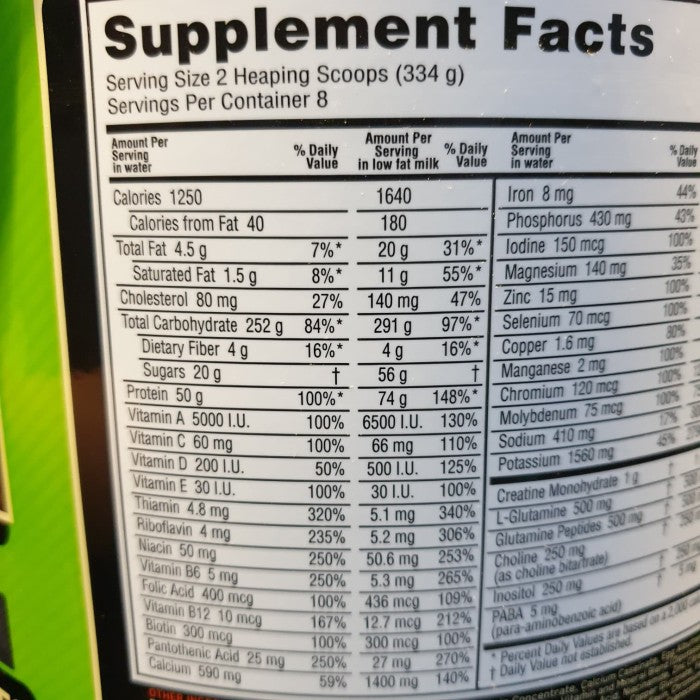 Supplement Facts
Serving Size 2 Heaping Scoops (334 g)
Servings Per Container 8
Amount Per Serving in water % Daily Value Amount Per Serving in low fat milk % Daily Value
Calories 1250 1640
Calories from Fat 40 180
Total Fat 4.5 g 7%* 20 g 31%*
Saturated Fat 1.5 g 8%* 11 g 55%*
Cholesterol 80 mg 27% 140 mg 47%
Total Carbohydrate 252 g 84%* 291 g 97%*
Dietary Fiber 4 g 16%* 4 g 16%*
Sugars 20 g † 56 g †
Protein 50 g 100%* 74 g 148%*
Vitamin A 5000 I.U. 100% 6500 I.U. 130%
Vitamin C 60 mg 100% 66 mg 110%
Vitamin D 200 I.U. 50% 500 I.U. 125%
Vitamin E 30 I.U. 100% 30 I.U. 100%
Thiamin 4.8 mg 320% 5.1 mg 340%
Riboflavin 4 mg 235% 5.2 mg 306%
Niacin 50 mg 250% 50.6 mg 253%
Vitamin B6 5 mg 250% 5.3 mg 265%
Folic Acid 400 mcg 100% 436 mcg 109%
Vitamin B12 10 mcg 167% 12.7 mcg 212%
Biotin 300 mcg 100% 300 mcg 100%
Pantothenic Acid 25 mg 250% 27 mg 270%
Calcium 590 mg 59% 1400 mg 140%
Amount Per Serving in water % Daily Value
Iron 8 mg 44%
Phosphorus 430 mg 43%
Iodine 150 mcg 100%
Magnesium 140 mg 35%
Zinc 15 mg 100%
Selenium 70 mcg 100%
Copper 1.6 mg 80%
Manganese 2 mg 100%
Chromium 120 mcg 100%
Molybdenum 75 mcg 100%
Sodium 410 mg 17%
Potassium 1560 mg 45%
Creatine Monohydrate 1 g †
L-Glutamine 500 mg †
Glutamine Peptides 500 mg †
Choline 250 mg †
(as choline bitartrate)
Inositol 250 mg †
PABA 5 mg †
(para-aminobenzoic acid)
* Percent Daily Values are based on a 2,000
† Daily Value not established.
OTHER
Concentrate, Calcium Caseinate, Egg